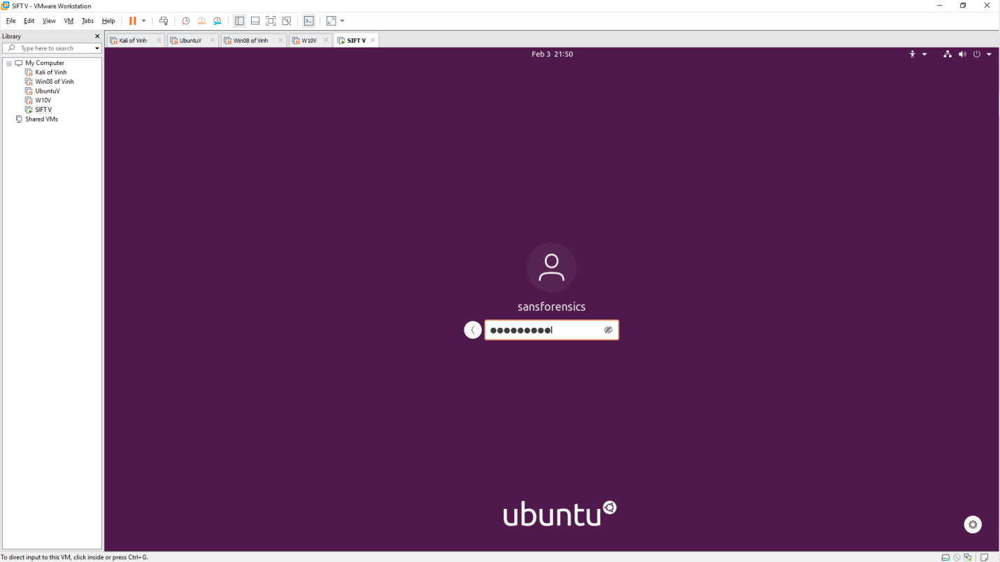 SIFT V - VMware Workstation
File Edit View VM Tabs Help
Library
Type here to search
My Computer
Kali of Vinh
Win08 of Vinh
UbuntuV
W10V
SIFT V
Shared VMs
Kali of Vinh UbuntuV Win08 of Vinh W10V SIFT V
Feb 3 21:50
sansforensics
ubuntu
To direct input to this VM, click inside or press Ctrl+G.